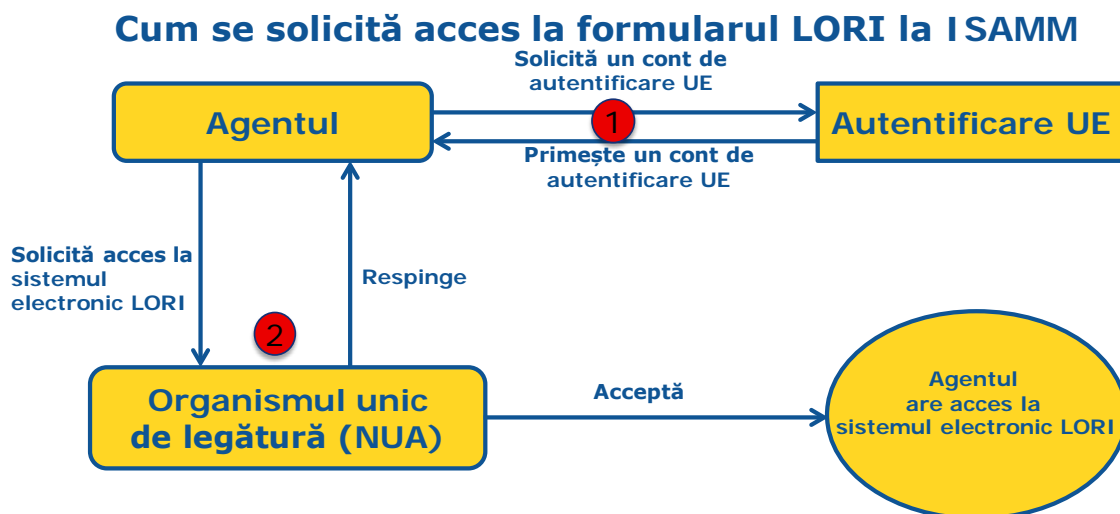 Cum se solicită acces la formularul LORI la ISAMM
Solicită un cont de
autentificare UE
Agentul
1
Autentificare UE
Primește un cont de
autentificare UE
Solicită acces la
sistemul
electronic LORI
Respinge
2
Organismul unic
de legătură (NUA)
Acceptă
Agentul
are acces la
sistemul electronic LORI